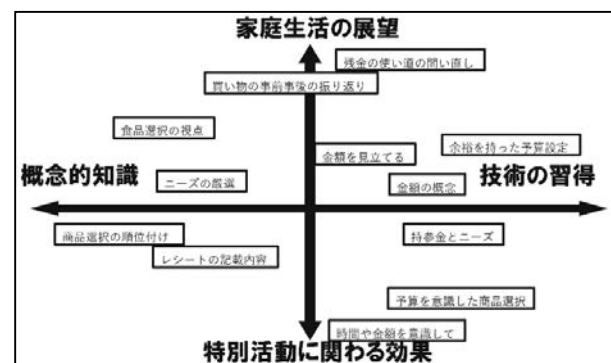 家庭生活の展望
残金の使い道の問い直し
買い物の事前事後の振り返り
食品選択の視点
金額を見立てる
余裕を持った予算設定
概念的知識
ニーズの厳選
金額の概念
技術の習得
商品選択の順位付け
持参金とニーズ
レシートの記載内容
予算を意識した商品選択
時間や金額を意識して
特別活動に関わる効果